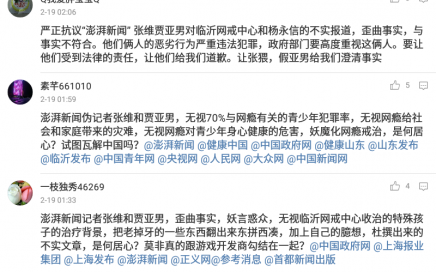 2-19 02:06
严正抗议“澎湃新闻” 张维贾亚男对临沂网戒中心和杨永信的不实报道，歪曲事实，与
事实不符合。他们俩人的恶劣行为严重违法犯罪，政府部门要高度重视这俩人。要让
他们受到法律的责任，让他们给我们道歉。让张猥，假亚男给我们澄清事实
素芊661010
5
2-19 01:59
澎湃新闻伪记者张维和贾亚男，无视70%与网瘾有关的青少年犯罪率，无视网瘾给社
会和家庭带来的灾难，无视网瘾对青少年身心健康的危害，妖魔化网瘾戒治，是何居
心？试图瓦解中国吗？@澎湃新闻 @健康中国 @中国政府网 @健康山东 @山东发布
@临沂发布 @中国青年网 @央视网 @人民网 @大众网 @中国新闻网
一枝独秀46269
4
2-19 01:33
澎湃新闻记者张维和贾亚男，歪曲事实，妖言惑众，无视临沂网戒中心收治的特殊孩
子的治疗背景，把老掉牙的一些东西翻出来东拼西凑，加上自己的臆想，杜撰出来的
不实文章，是何居心？莫非真的跟游戏开发商勾结在一起？@中国政府网 @上海报业
集团 @上海发布 @澎湃新闻 @正义网@参考消息 @首都新闻出版